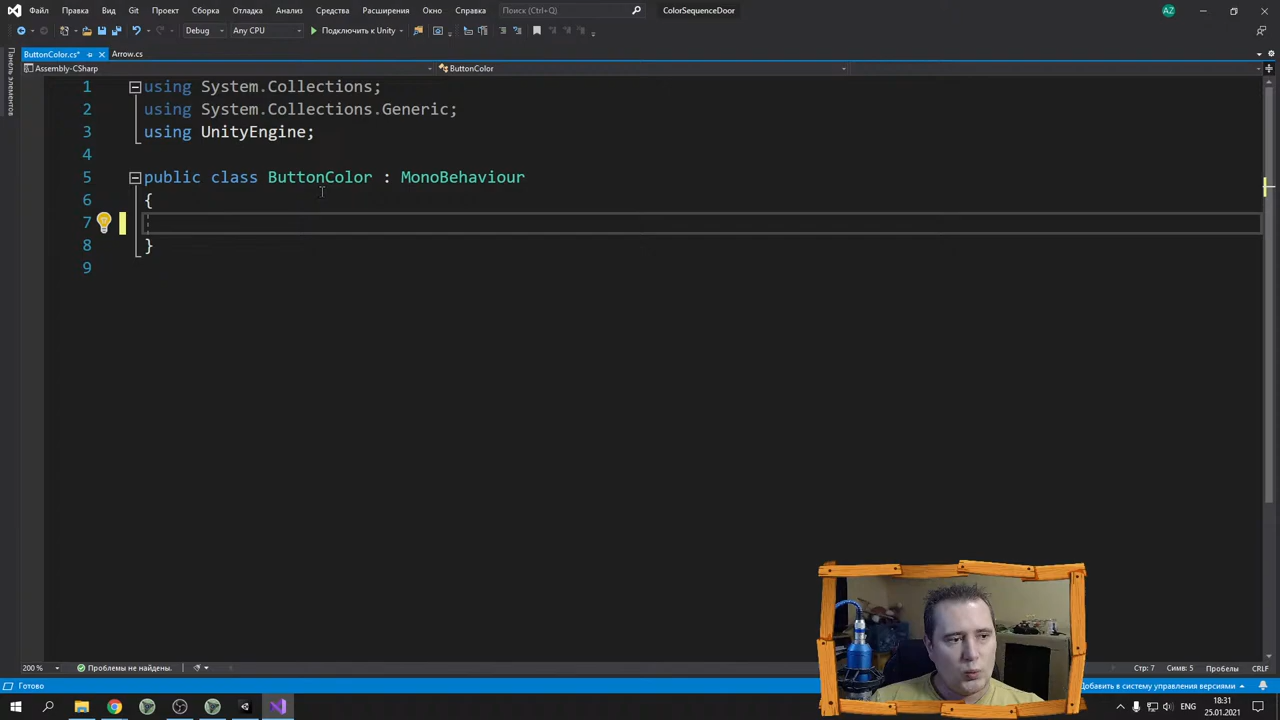 Файл Правка Вид Git Проект Сборка Отладка Анализ Средства Расширения Окно Справка Поиск (Ctrl+Q) ColorSequenceDoor AZ
Debug Any CPU Подключить к Unity
ButtonColor.cs* Arrow.cs
Assembly-CSharp ButtonColor
Панель элементов
1 using System.Collections;
2 using System.Collections.Generic;
3 using UnityEngine;
4
5 public class ButtonColor : MonoBehaviour
6 {
7
8 }
9
200 % Проблемы не найдены. Стр: 7 Симв: 5 Пробелы CRLF
Готово Добавить в систему управления версиями
ENG 18:31
25.01.2021